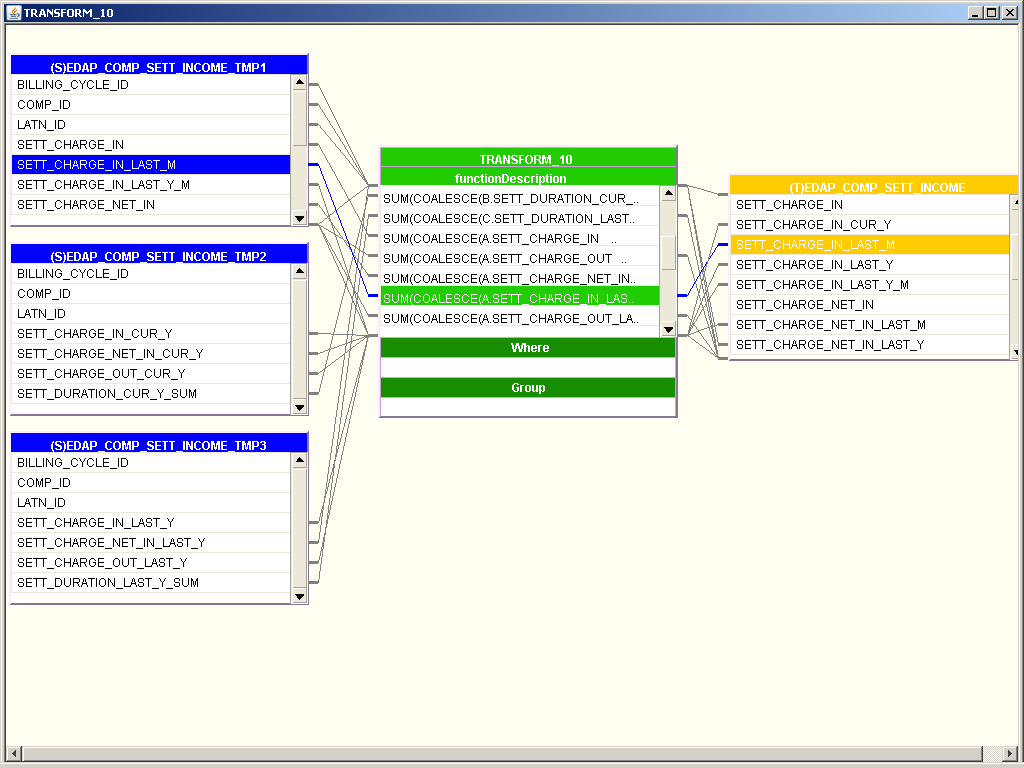 TRANSFORM_10
(S)EDAP_COMP_SETT_INCOME_TMP1
BILLING_CYCLE_ID
COMP_ID
LATN_ID
SETT_CHARGE_IN
SETT_CHARGE_IN_LAST_M
SETT_CHARGE_IN_LAST_Y_M
SETT_CHARGE_NET_IN
(S)EDAP_COMP_SETT_INCOME_TMP2
BILLING_CYCLE_ID
COMP_ID
LATN_ID
SETT_CHARGE_IN_CUR_Y
SETT_CHARGE_NET_IN_CUR_Y
SETT_CHARGE_OUT_CUR_Y
SETT_DURATION_CUR_Y_SUM
(S)EDAP_COMP_SETT_INCOME_TMP3
BILLING_CYCLE_ID
COMP_ID
LATN_ID
SETT_CHARGE_IN_LAST_Y
SETT_CHARGE_NET_IN_LAST_Y
SETT_CHARGE_OUT_LAST_Y
SETT_DURATION_LAST_Y_SUM
TRANSFORM_10
functionDescription
SUM(COALESCE(B.SETT_DURATION_CUR_..
SUM(COALESCE(C.SETT_DURATION_LAST..
SUM(COALESCE(A.SETT_CHARGE_IN ..
SUM(COALESCE(A.SETT_CHARGE_OUT ..
SUM(COALESCE(A.SETT_CHARGE_NET_IN..
SUM(COALESCE(A.SETT_CHARGE_IN_LAS..
SUM(COALESCE(A.SETT_CHARGE_OUT_LA..
Where
Group
(T)EDAP_COMP_SETT_INCOME
SETT_CHARGE_IN
SETT_CHARGE_IN_CUR_Y
SETT_CHARGE_IN_LAST_M
SETT_CHARGE_IN_LAST_Y
SETT_CHARGE_IN_LAST_Y_M
SETT_CHARGE_NET_IN
SETT_CHARGE_NET_IN_LAST_M
SETT_CHARGE_NET_IN_LAST_Y